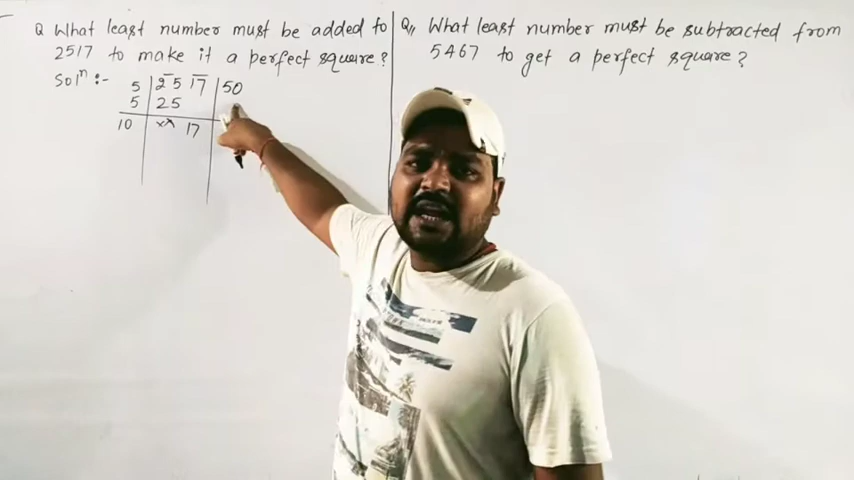 Q What least number must be added to
2517 to make it a perfect square?
Solⁿ :-
5 25 17 50
5 25
10 ×× 17
Q,, What least number must be subtracted from
5467 to get a perfect square?